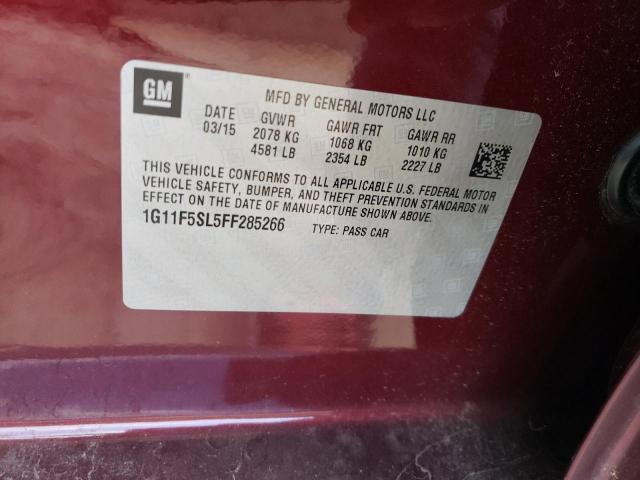 GM
MFD BY GENERAL MOTORS LLC
DATE GVWR GAWR FRT GAWR RR
03/15 2078 KG 1068 KG 1010 KG
4581 LB 2354 LB 2227 LB
THIS VEHICLE CONFORMS TO ALL APPLICABLE U.S. FEDERAL MOTOR
VEHICLE SAFETY, BUMPER, AND THEFT PREVENTION STANDARDS IN
EFFECT ON THE DATE OF MANUFACTURE SHOWN ABOVE.
1G11F5SL5FF285266 TYPE: PASS CAR